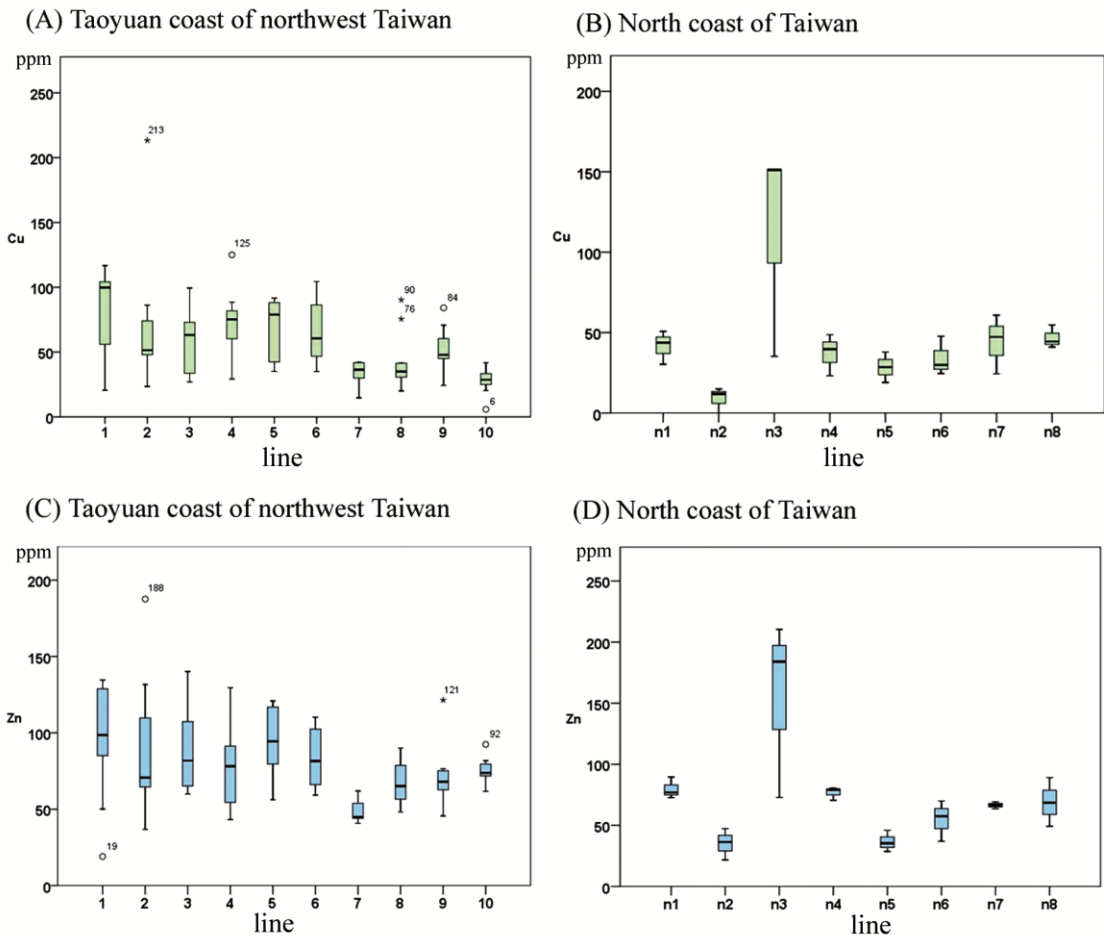 (A) Taoyuan coast of northwest Taiwan
ppm
250
200
150
100
50
0
Cu
213
125
90
76
84
6
1 2 3 4 5 6 7 8 9 10
line
(B) North coast of Taiwan
ppm
200
150
100
50
0
Cu
n1 n2 n3 n4 n5 n6 n7 n8
line
(C) Taoyuan coast of northwest Taiwan
ppm
200
150
100
50
0
Zn
188
19
121
92
1 2 3 4 5 6 7 8 9 10
line
(D) North coast of Taiwan
ppm
250
200
150
100
50
0
Zn
n1 n2 n3 n4 n5 n6 n7 n8
line